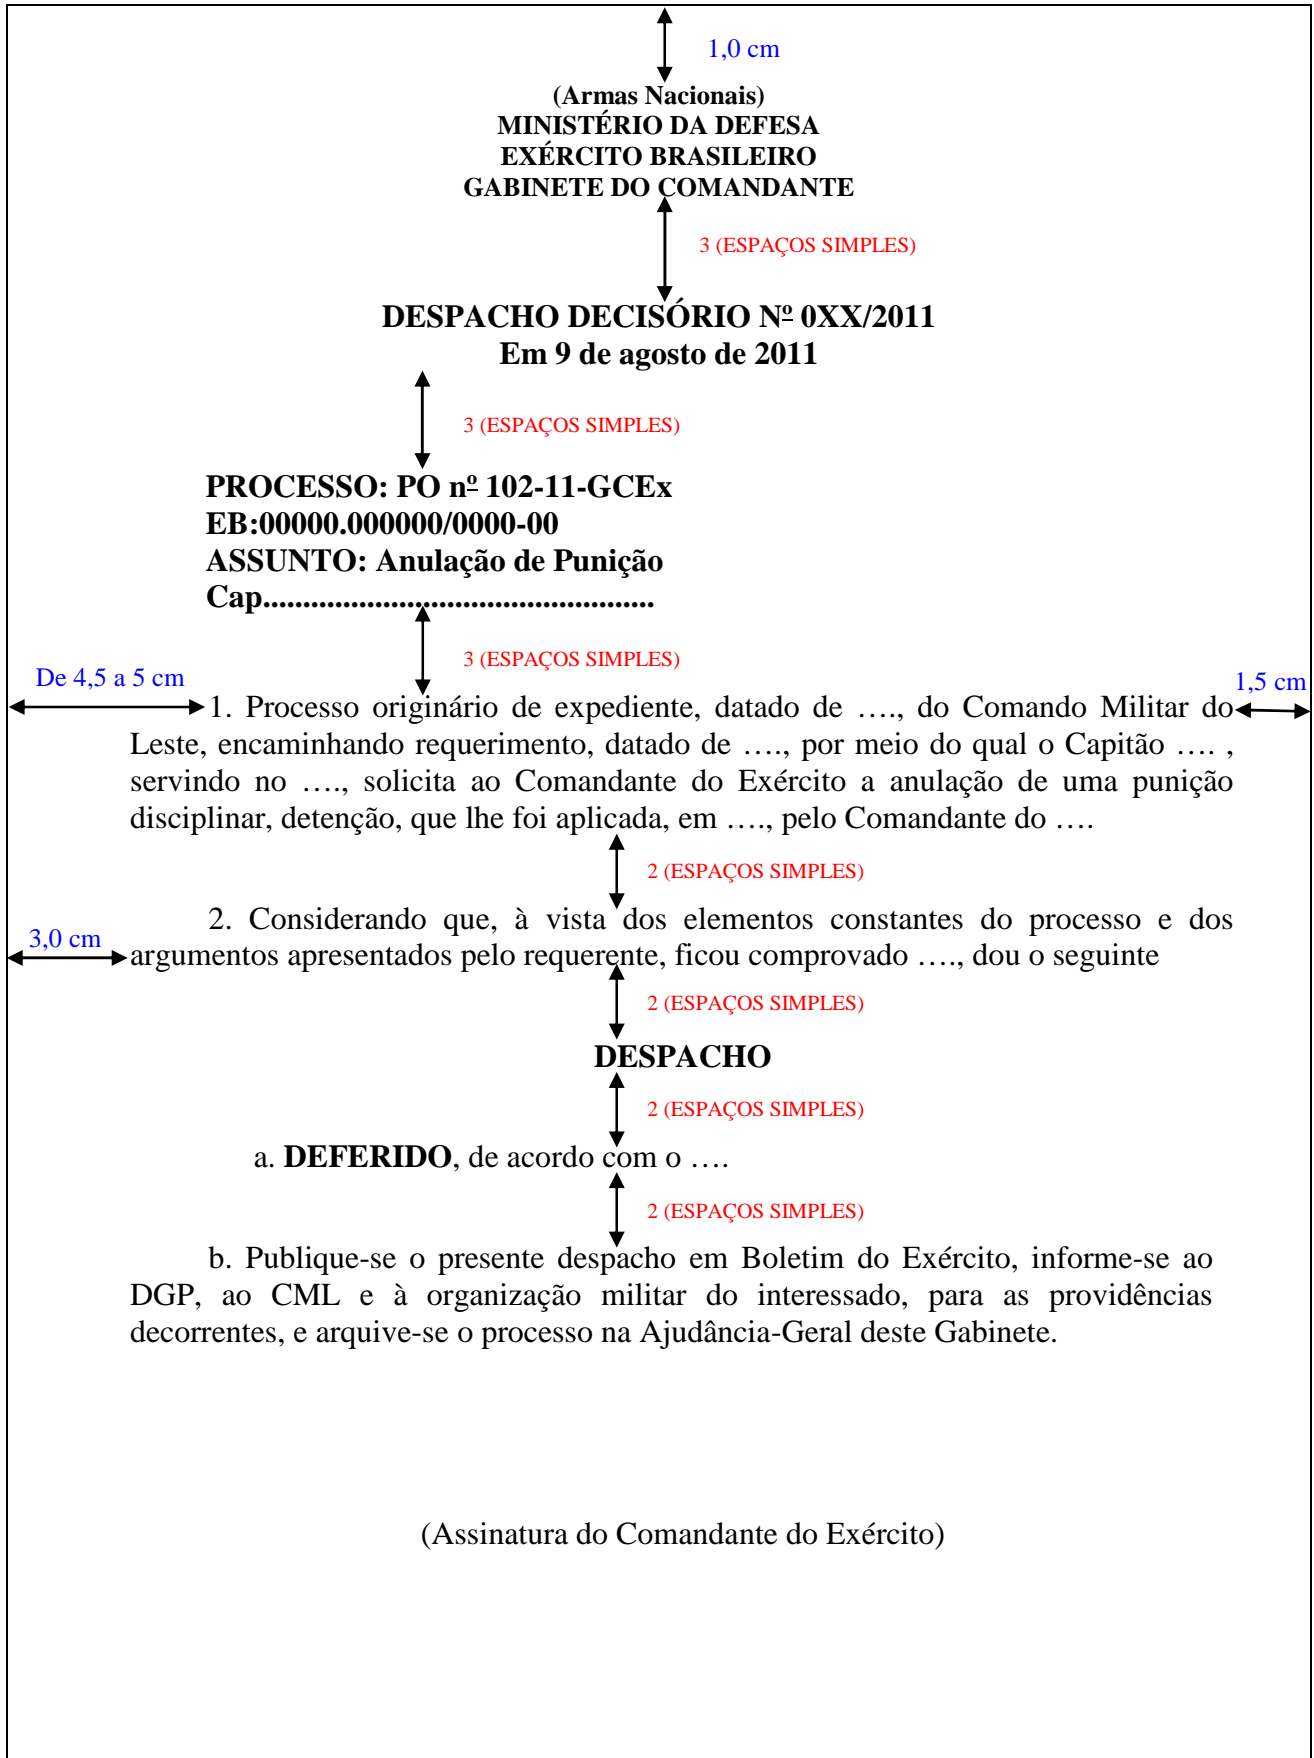 1,0 cm
(Armas Nacionais)
MINISTÉRIO DA DEFESA
EXÉRCITO BRASILEIRO
GABINETE DO COMANDANTE
3 (ESPAÇOS SIMPLES)
DESPACHO DECISÓRIO Nº 0XX/2011
Em 9 de agosto de 2011
3 (ESPAÇOS SIMPLES)
PROCESSO: PO nº 102-11-GCEx
EB:00000.000000/0000-00
ASSUNTO: Anulação de Punição
Cap..................................................
3 (ESPAÇOS SIMPLES)
De 4,5 a 5 cm
1,5 cm
1. Processo originário de expediente, datado de …., do Comando Militar do
Leste, encaminhando requerimento, datado de …., por meio do qual o Capitão …. ,
servindo no …., solicita ao Comandante do Exército a anulação de uma punição
disciplinar, detenção, que lhe foi aplicada, em …., pelo Comandante do ….
2 (ESPAÇOS SIMPLES)
2. Considerando que, à vista dos elementos constantes do processo e dos
3,0 cm
argumentos apresentados pelo requerente, ficou comprovado …., dou o seguinte
2 (ESPAÇOS SIMPLES)
DESPACHO
2 (ESPAÇOS SIMPLES)
a. DEFERIDO, de acordo com o ….
2 (ESPAÇOS SIMPLES)
b. Publique-se o presente despacho em Boletim do Exército, informe-se ao
DGP, ao CML e à organização militar do interessado, para as providências
decorrentes, e arquive-se o processo na Ajudância-Geral deste Gabinete.
(Assinatura do Comandante do Exército)